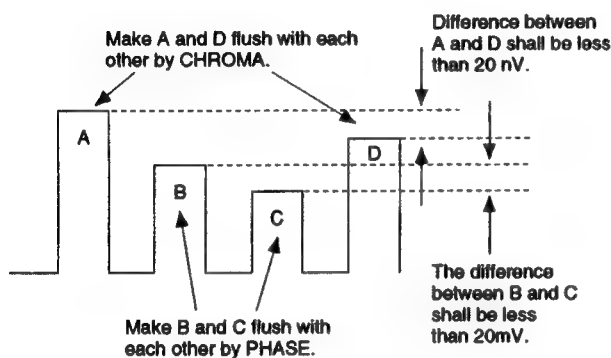 Make A and D flush with each
other by CHROMA.
Difference between
A and D shall be less
than 20 nV.
A
B
C
D
Make B and C flush with
each other by PHASE.
The difference
between B and C
shall be less
than 20mV.